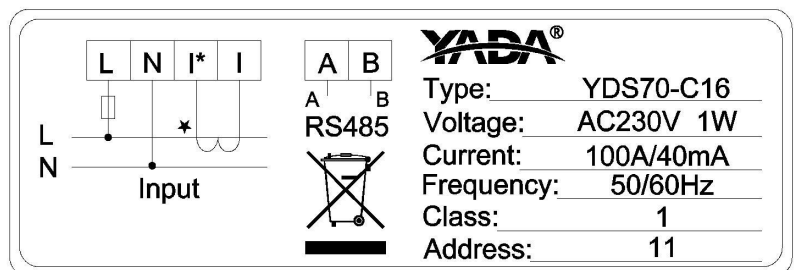 L N I* I
L
N
Input
A B
A B
RS485
YADA®
Type: YDS70-C16
Voltage: AC230V 1W
Current: 100A/40mA
Frequency: 50/60Hz
Class: 1
Address: 11